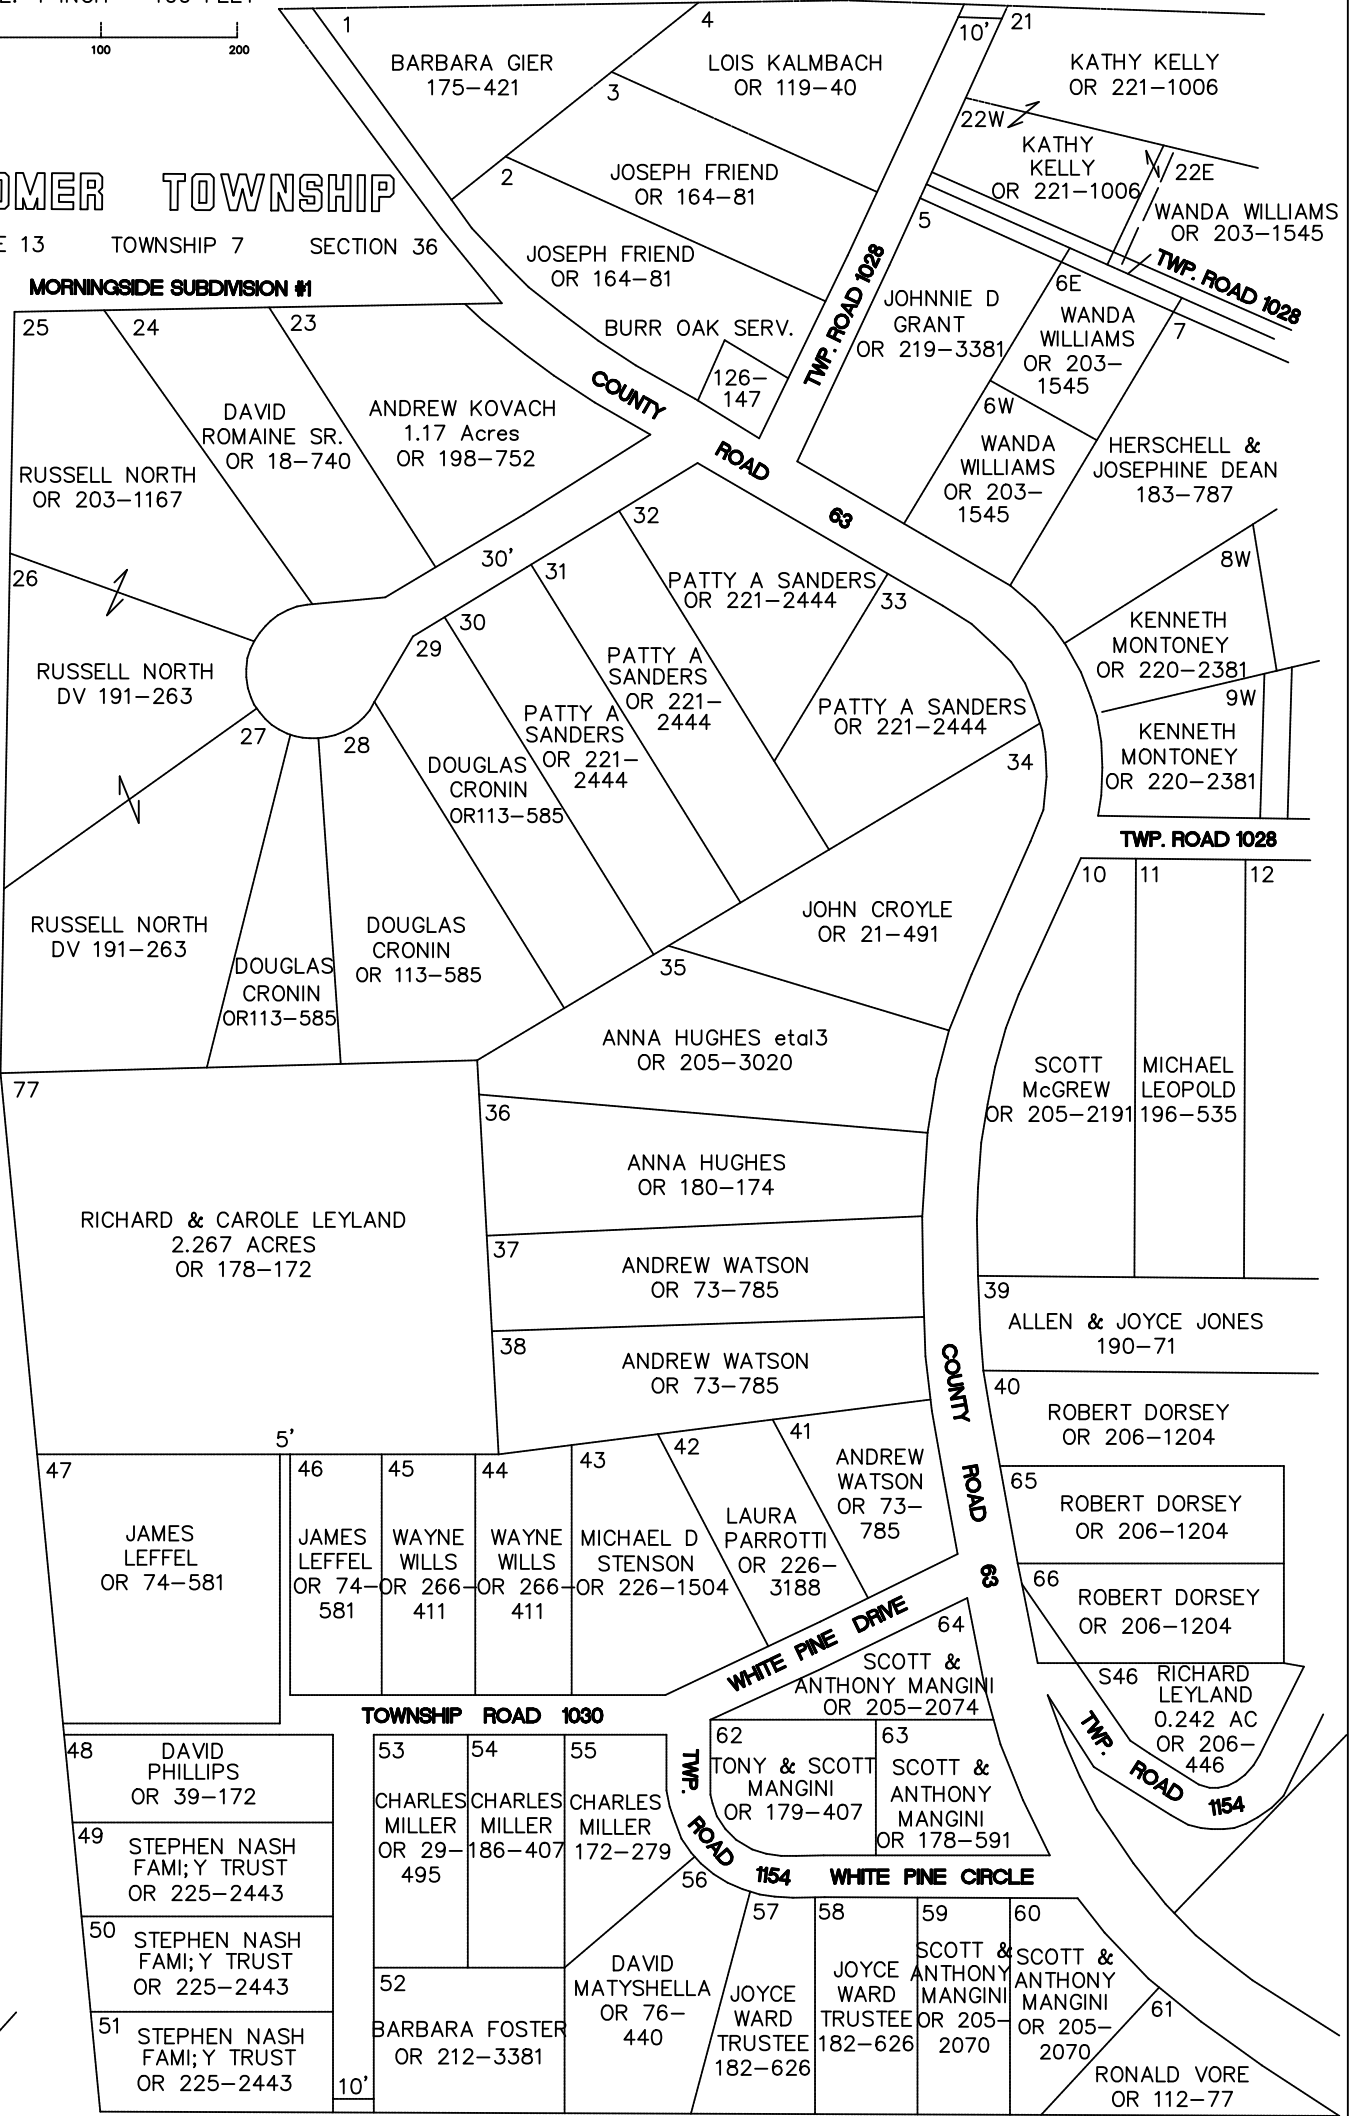 100
200
OMER TOWNSHIP
E 13 TOWNSHIP 7 SECTION 36
MORNINGSIDE SUBDIVISION #1
1
BARBARA GIER
175-421
4
LOIS KALMBACH
OR 119-40
10'
21
KATHY KELLY
OR 221-1006
3
JOSEPH FRIEND
OR 164-81
22W
KATHY
KELLY
OR 221-1006
22E
WANDA WILLIAMS
OR 203-1545
TWP. ROAD 1028
2
JOSEPH FRIEND
OR 164-81
BURR OAK SERV.
126-
147
TWP. ROAD 1028
5
JOHNNIE D
GRANT
OR 219-3381
6E
WANDA
WILLIAMS
OR 203-
1545
6W
WANDA
WILLIAMS
OR 203-
1545
7
HERSCHELL &
JOSEPHINE DEAN
183-787
25
RUSSELL NORTH
OR 203-1167
24
DAVID
ROMAINE SR.
OR 18-740
23
ANDREW KOVACH
1.17 Acres
OR 198-752
COUNTY
ROAD
63
30'
26
RUSSELL NORTH
DV 191-263
27
RUSSELL NORTH
DV 191-263
DOUGLAS
CRONIN
OR113-585
28
DOUGLAS
CRONIN
OR 113-585
29
DOUGLAS
CRONIN
OR113-585
30
PATTY A
SANDERS
OR 221-
2444
31
PATTY A
SANDERS
OR 221-
2444
32
PATTY A SANDERS
OR 221-2444
33
PATTY A SANDERS
OR 221-2444
8W
KENNETH
MONTONEY
OR 220-2381
9W
KENNETH
MONTONEY
OR 220-2381
TWP. ROAD 1028
34
JOHN CROYLE
OR 21-491
10
SCOTT
McGREW
OR 205-2191
11
MICHAEL
LEOPOLD
196-535
12
35
ANNA HUGHES etal3
OR 205-3020
36
ANNA HUGHES
OR 180-174
77
RICHARD & CAROLE LEYLAND
2.267 ACRES
OR 178-172
37
ANDREW WATSON
OR 73-785
38
ANDREW WATSON
OR 73-785
39
ALLEN & JOYCE JONES
190-71
COUNTY
ROAD
63
40
ROBERT DORSEY
OR 206-1204
65
ROBERT DORSEY
OR 206-1204
66
ROBERT DORSEY
OR 206-1204
5'
47
JAMES
LEFFEL
OR 74-581
46
JAMES
LEFFEL
OR 74-
581
45
WAYNE
WILLS
OR 266-
411
44
WAYNE
WILLS
OR 266-
411
43
MICHAEL D
STENSON
OR 226-1504
42
LAURA
PARROTTI
OR 226-
3188
41
ANDREW
WATSON
OR 73-
785
WHITE PINE DRIVE
64
SCOTT &
ANTHONY MANGINI
OR 205-2074
S46
RICHARD
LEYLAND
0.242 AC
OR 206-
446
TWP.
ROAD
1154
TOWNSHIP ROAD 1030
48
DAVID
PHILLIPS
OR 39-172
49
STEPHEN NASH
FAMI;Y TRUST
OR 225-2443
50
STEPHEN NASH
FAMI;Y TRUST
OR 225-2443
51
STEPHEN NASH
FAMI;Y TRUST
OR 225-2443
10'
53
CHARLES
MILLER
OR 29-
495
54
CHARLES
MILLER
186-407
55
CHARLES
MILLER
172-279
TWP.
ROAD
1154
WHITE PINE CIRCLE
62
TONY & SCOTT
MANGINI
OR 179-407
63
SCOTT &
ANTHONY
MANGINI
OR 178-591
52
BARBARA FOSTER
OR 212-3381
56
DAVID
MATYSHELLA
OR 76-
440
57
JOYCE
WARD
TRUSTEE
182-626
58
JOYCE
WARD
TRUSTEE
182-626
59
SCOTT &
ANTHONY
MANGINI
OR 205-
2070
60
SCOTT &
ANTHONY
MANGINI
OR 205-
2070
61
RONALD VORE
OR 112-77